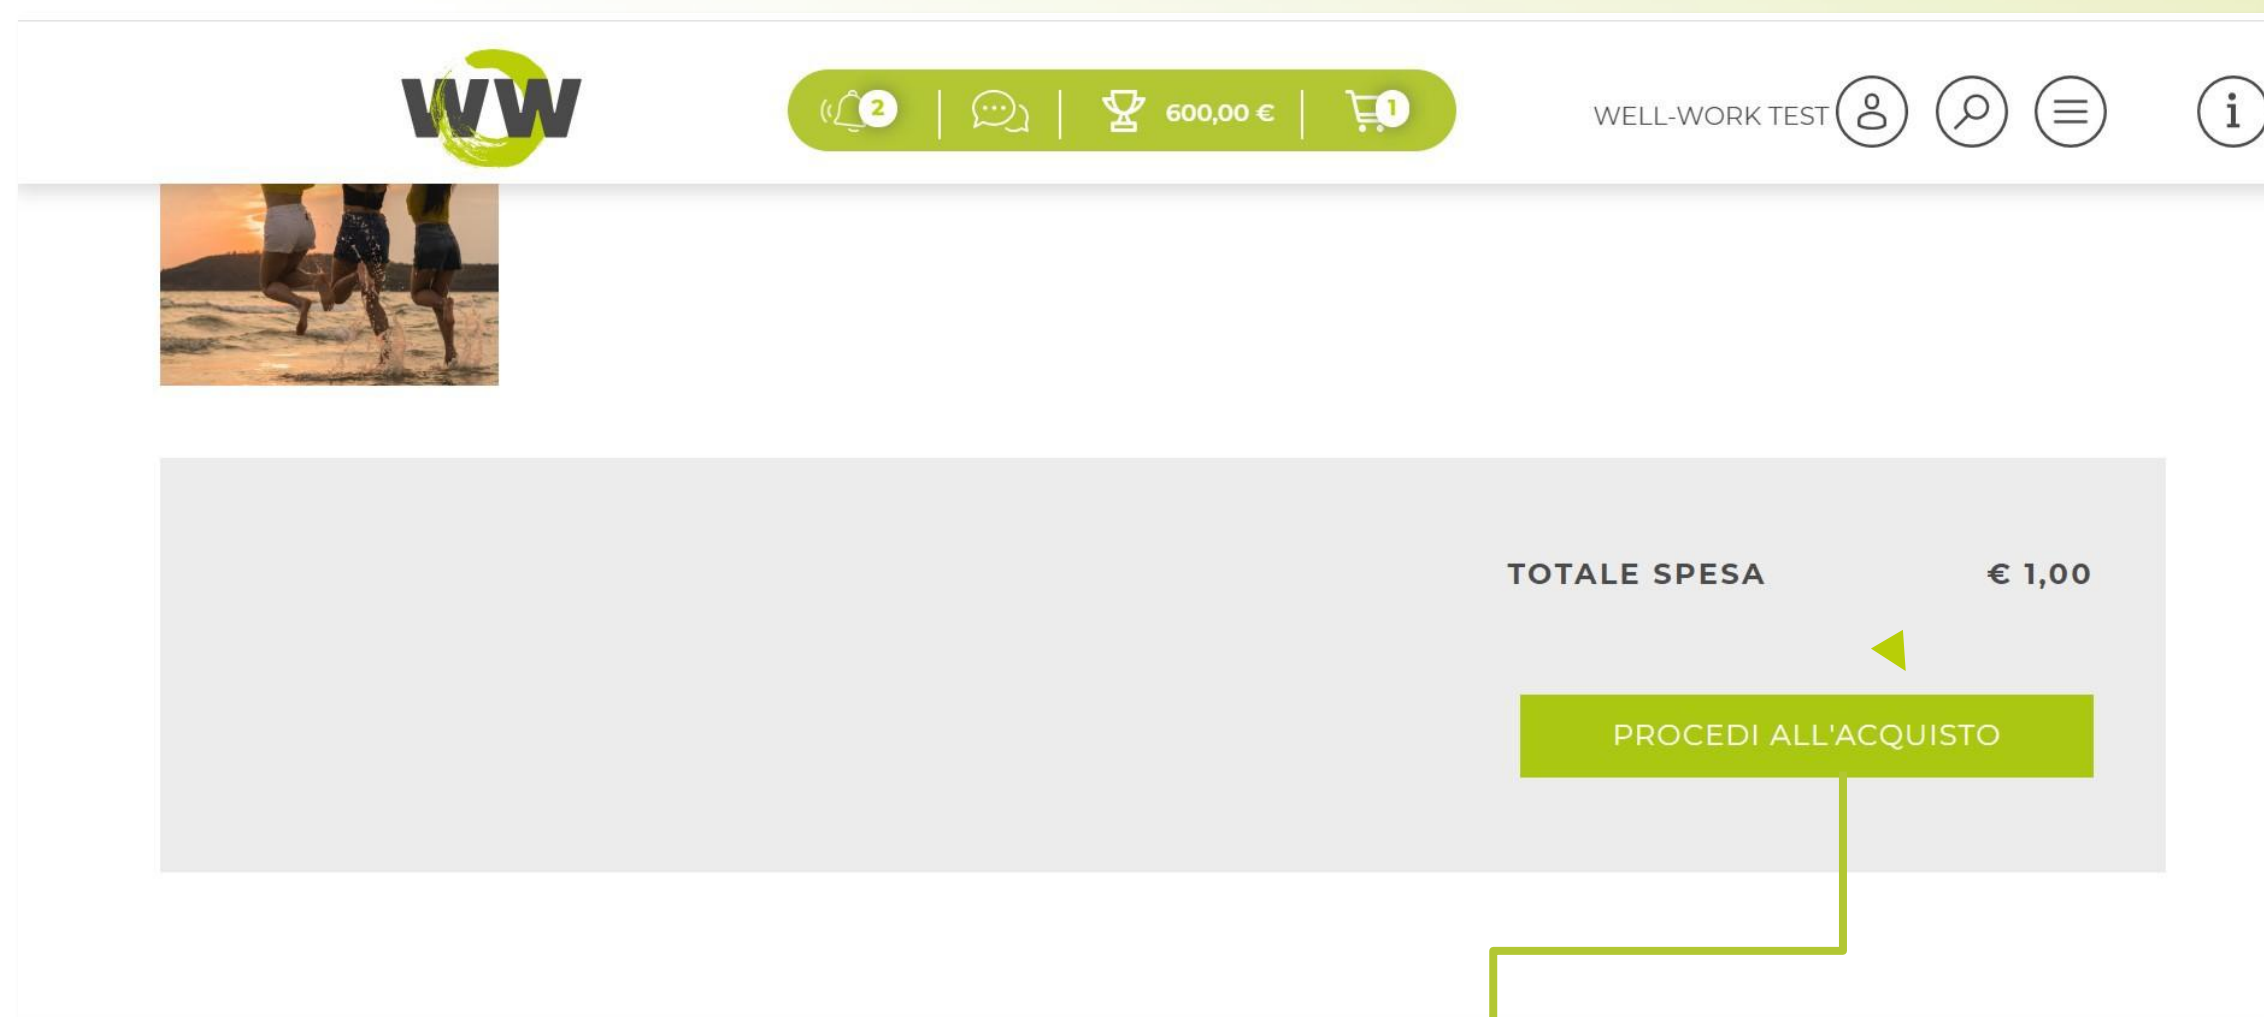 WW
2
600,00 €
1
WELL-WORK TEST
i
TOTALE SPESA € 1,00
PROCEDI ALL'ACQUISTO